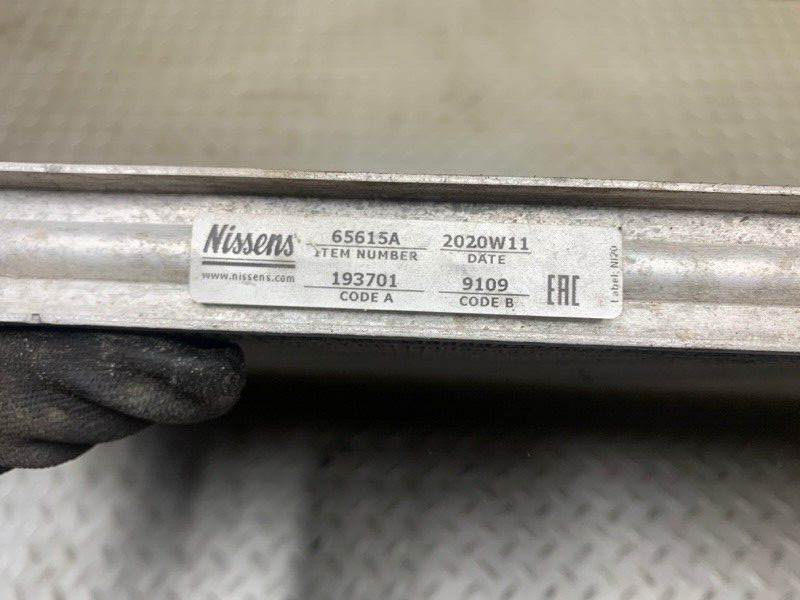 Nissens
www.nissens.com
65615A
ITEM NUMBER
2020W11
DATE
193701
CODE A
9109
CODE B
EAC
Label, NI20